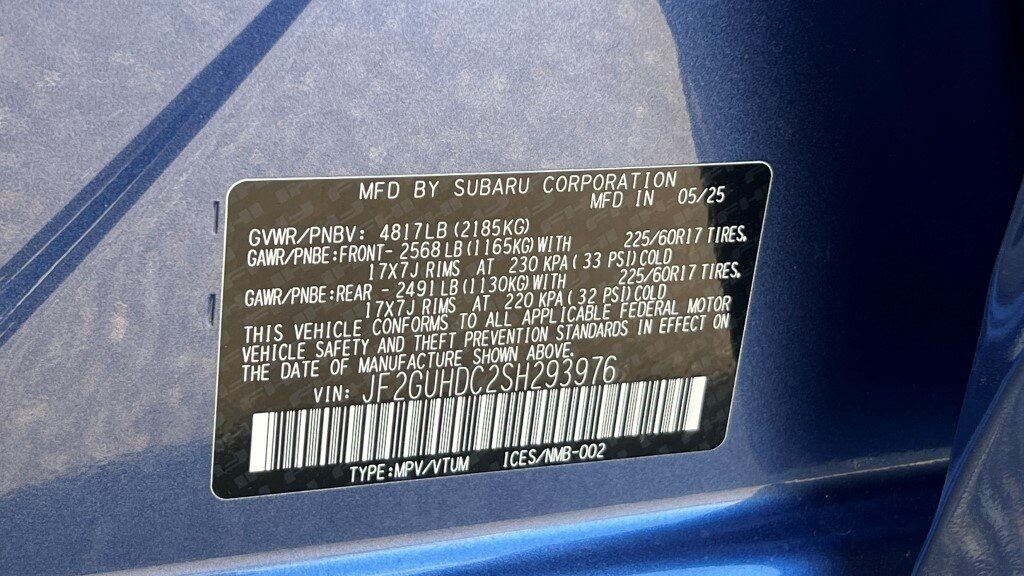 MFD BY SUBARU CORPORATION
MFD IN 05/25
GVWR/PNBV: 4817LB (2185KG)
GAWR/PNBE:FRONT- 2568 LB (1165KG) WITH 225/60R17 TIRES,
17X7J RIMS AT 230 KPA ( 33 PSI) COLD
GAWR/PNBE:REAR - 2491 LB (1130KG) WITH 225/60R17 TIRES,
17X7J RIMS AT 220 KPA ( 32 PSI) COLD
THIS VEHICLE CONFORMS TO ALL APPLICABLE FEDERAL MOTOR
VEHICLE SAFETY AND THEFT PREVENTION STANDARDS IN EFFECT ON
THE DATE OF MANUFACTURE SHOWN ABOVE.
VIN: JF2GUHDC2SH293976
TYPE:MPV/VTUM ICES/NMB-002